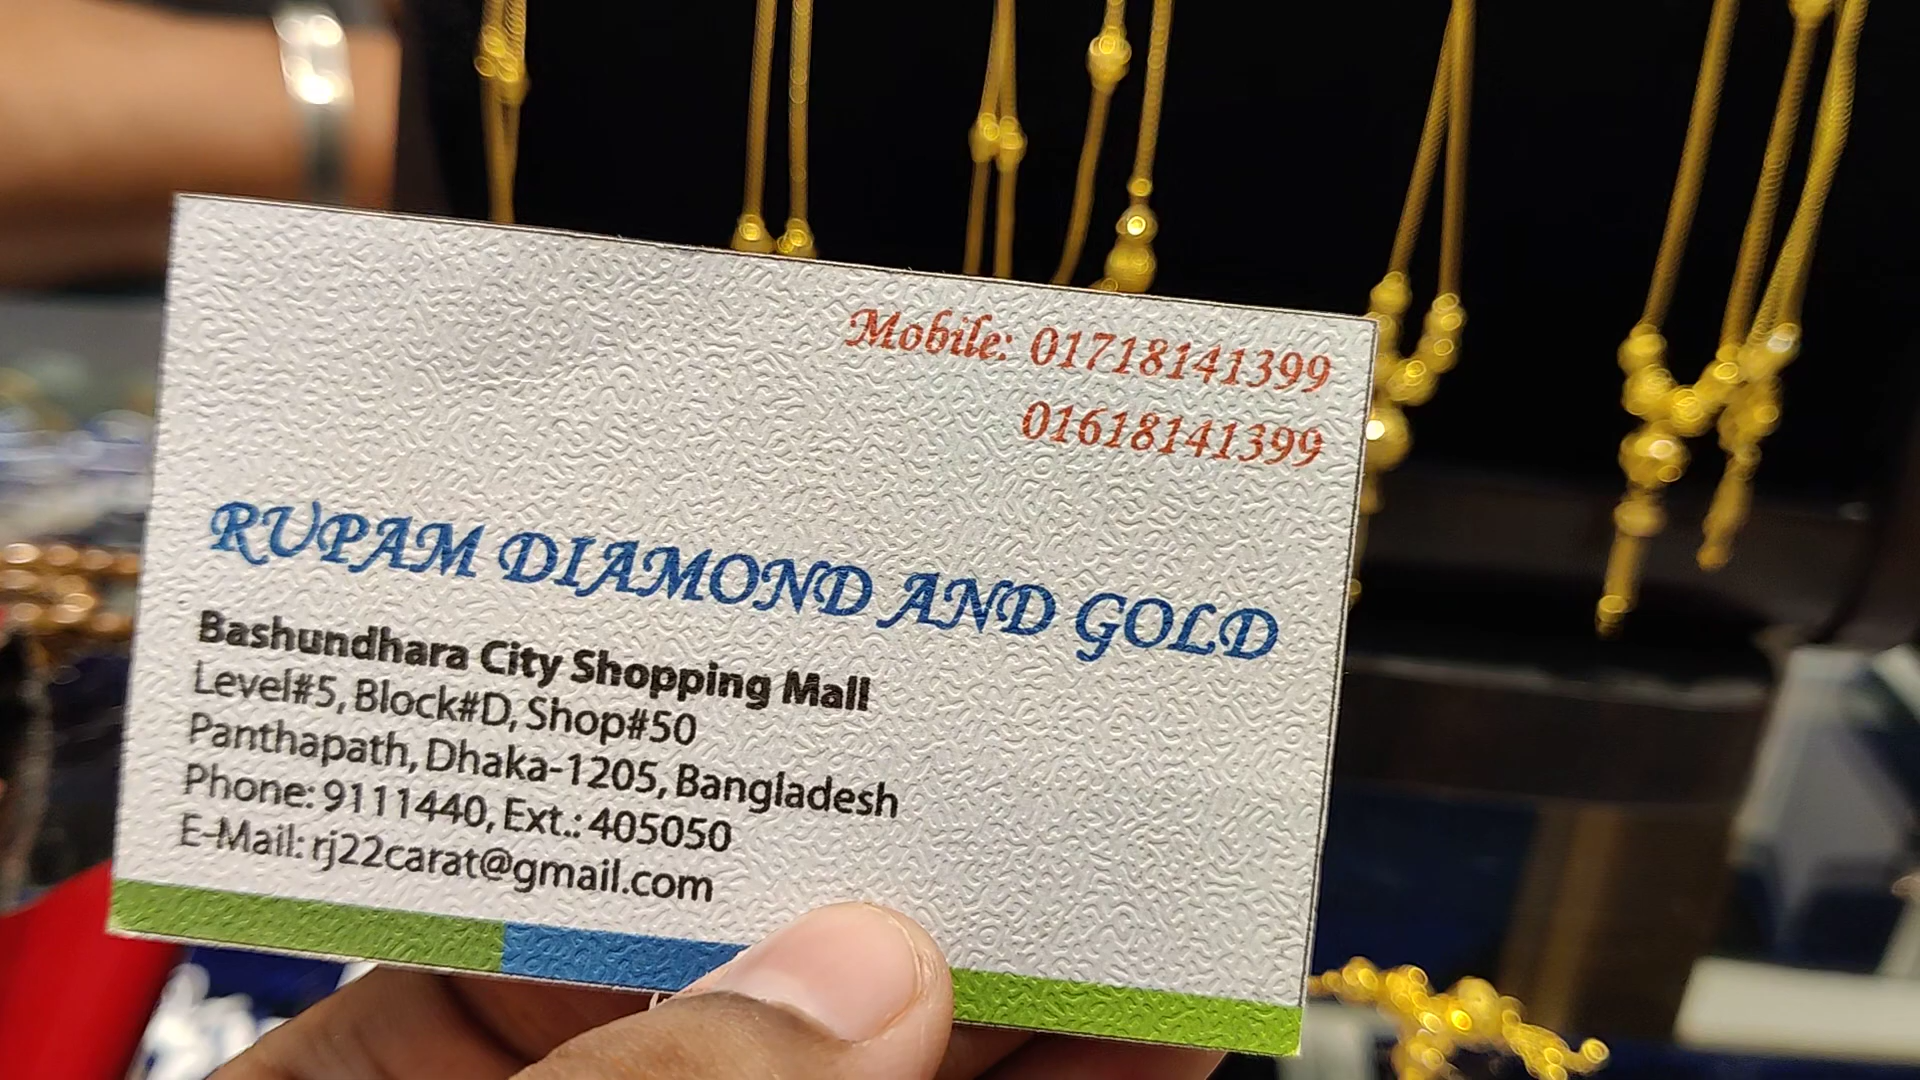 Mobile: 01718141399
01618141399
RUPAM DIAMOND AND GOLD
Bashundhara City Shopping Mall
Level#5, Block#D, Shop#50
Panthapath, Dhaka-1205, Bangladesh
Phone: 9111440, Ext.: 405050
E-Mail: rj22carat@gmail.com